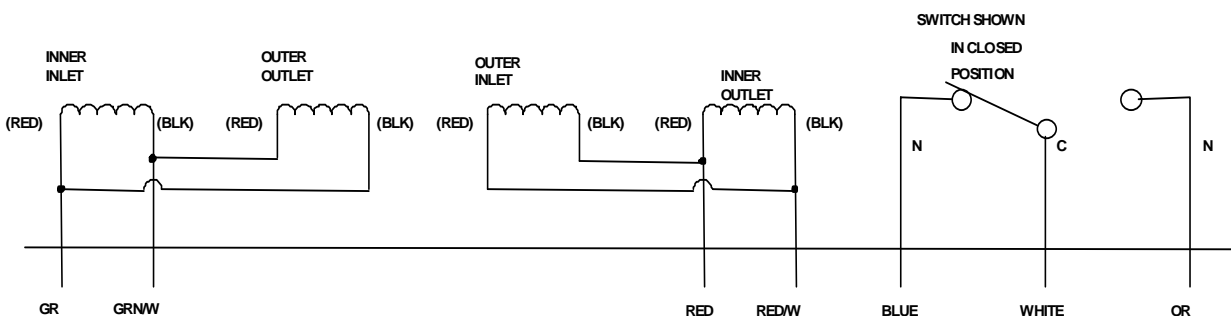 SWITCH SHOWN
IN CLOSED
POSITION
INNER
INLET
OUTER
OUTLET
OUTER
INLET
INNER
OUTLET
(RED)
(BLK)
(RED)
(BLK)
(RED)
(BLK)
(RED)
(BLK)
N
C
N
GR
GRN/W
RED
RED/W
BLUE
WHITE
OR